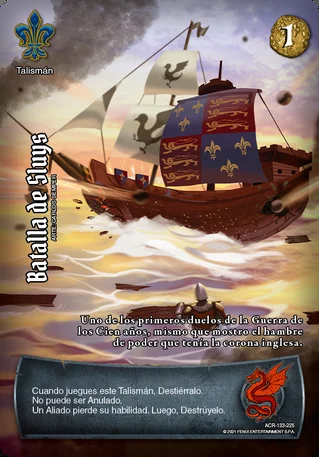 1
Talismán
Batalla de Sluys
Uno de los primeros duelos de la Guerra de
los Cien años, mismo que mostro el hambre
de poder que tenía la corona inglesa.
Cuando juegues este Talismán, Destiérralo.
No puede ser Anulado.
Un Aliado pierde su habilidad. Luego, Destrúyelo.
ACR-133-225
© 2021 FENIX ENTERTAINMENT S.P.A.